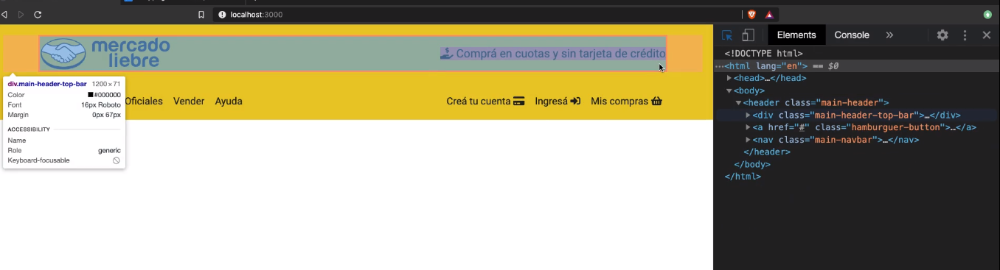 localhost:3000
mercado
liebre
Comprá en cuotas y sin tarjeta de crédito
Oficiales Vender Ayuda
Creá tu cuenta Ingresá Mis compras
div.main-header-top-bar 1200×71
Color #000000
Font 16px Roboto
Margin 0px 67px
ACCESSIBILITY
Name
Role generic
Keyboard-focusable
Elements Console »
<!DOCTYPE html>
<html lang="en"> == $0
<head>…</head>
<body>
<header class="main-header">
<div class="main-header-top-bar">…</div>
<a href="#" class="hamburguer-button">…</a>
<nav class="main-navbar">…</nav>
</header>
</body>
</html>